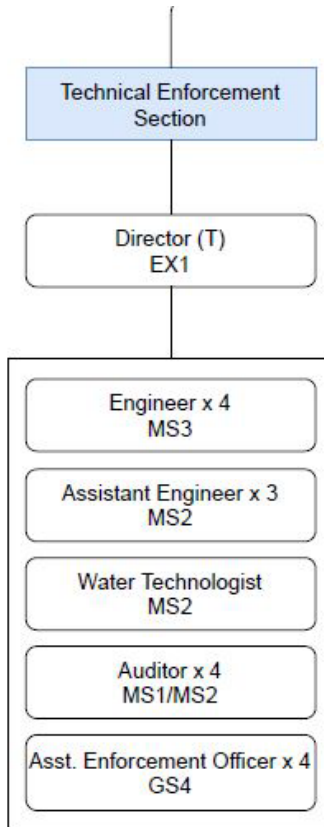 Technical Enforcement
Section
Director (T)
EX1
Engineer x 4
MS3
Assistant Engineer x 3
MS2
Water Technologist
MS2
Auditor x 4
MS1/MS2
Asst. Enforcement Officer x 4
GS4